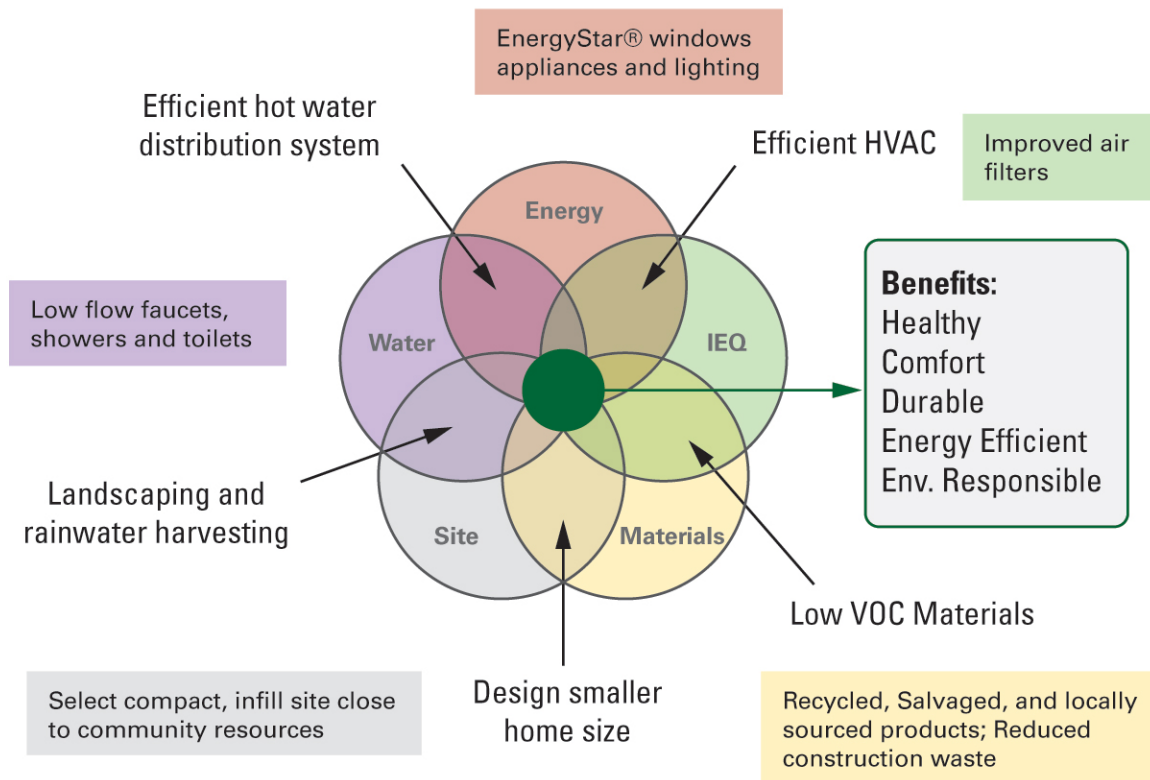 EnergyStar® windows
appliances and lighting
Efficient hot water
distribution system
Efficient HVAC
Improved air
filters
Energy
Low flow faucets,
showers and toilets
Water
IEQ
Benefits:
Healthy
Comfort
Durable
Energy Efficient
Env. Responsible
Landscaping and
rainwater harvesting
Site
Materials
Low VOC Materials
Select compact, infill site close
to community resources
Design smaller
home size
Recycled, Salvaged, and locally
sourced products; Reduced
construction waste